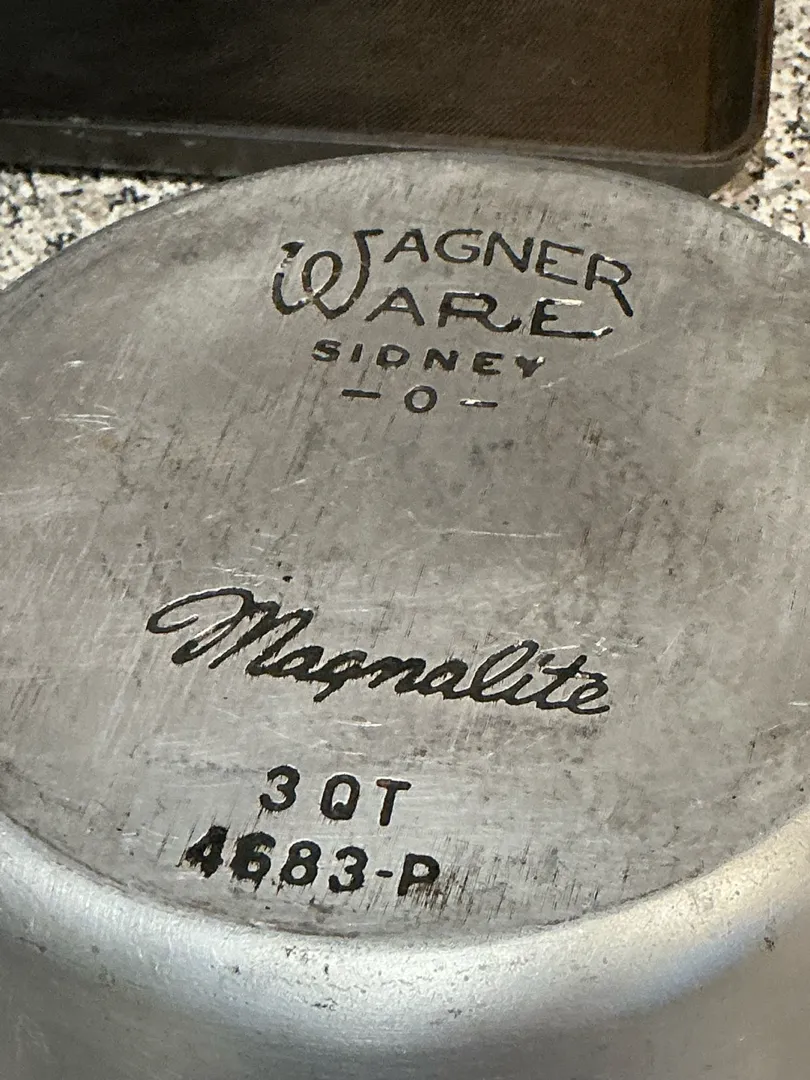 WAGNER
WARE
SIDNEY
-O-
Magnalite
3 QT
4683-P